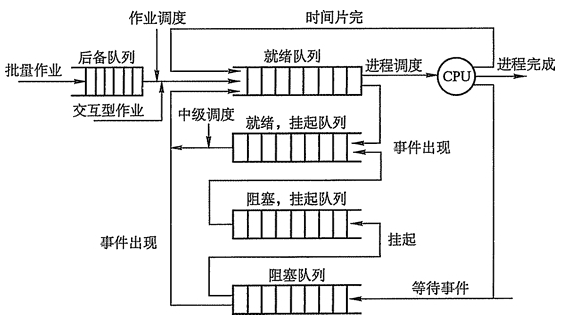 作业调度
时间片完
后备队列
就绪队列
批量作业
进程调度
CPU
进程完成
交互型作业
中级调度
就绪，挂起队列
事件出现
阻塞，挂起队列
事件出现
挂起
阻塞队列
等待事件